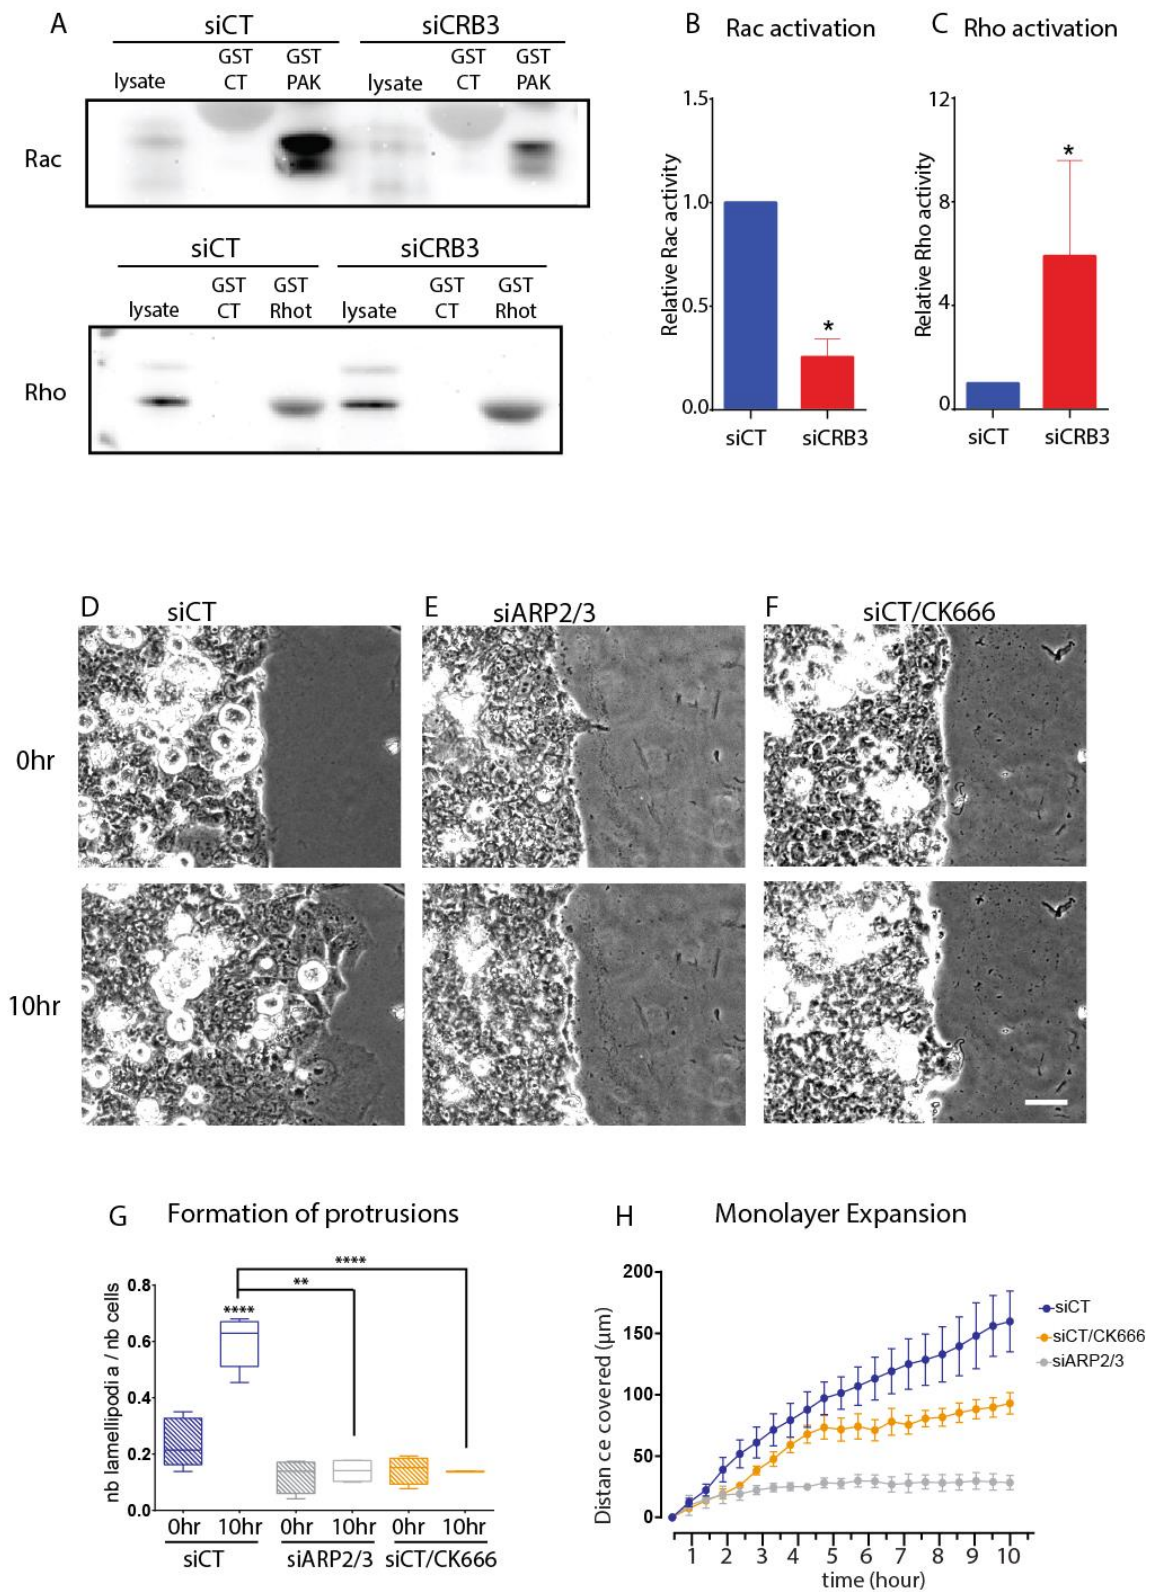 A
siCT siCRB3
GST GST GST GST
lysate CT PAK lysate CT PAK
Rac
siCT siCRB3
GST GST GST GST
lysate CT Rhot lysate CT Rhot
Rho
B Rac activation
1.5
1.0
0.5
0.0
Relative Rac activity
*
siCT siCRB3
C Rho activation
12
8
4
0
Relative Rho activity
*
siCT siCRB3
D siCT
E siARP2/3
F siCT/CK666
0hr
10hr
G Formation of protrusions
nb lamellipodi a / nb cells
0.8
0.6
0.4
0.2
0.0
****
**
****
0hr 10hr 0hr 10hr 0hr 10hr
siCT siARP2/3 siCT/CK666
H Monolayer Expansion
Distan ce covered (µm)
200
150
100
50
0
siCT
siCT/CK666
siARP2/3
1 2 3 4 5 6 7 8 9 10
time (hour)